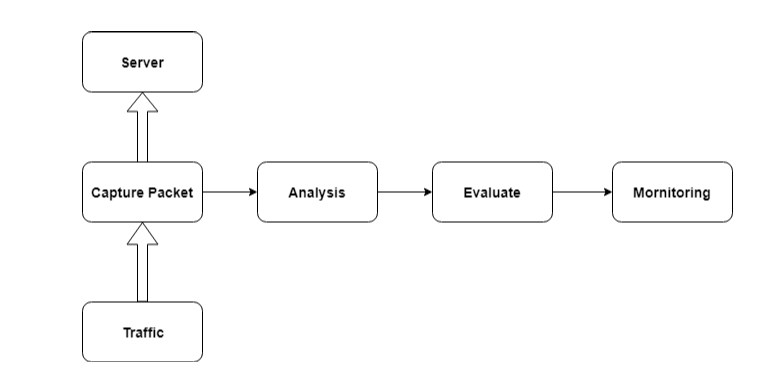 Server
Capture Packet
Analysis
Evaluate
Mornitoring
Traffic